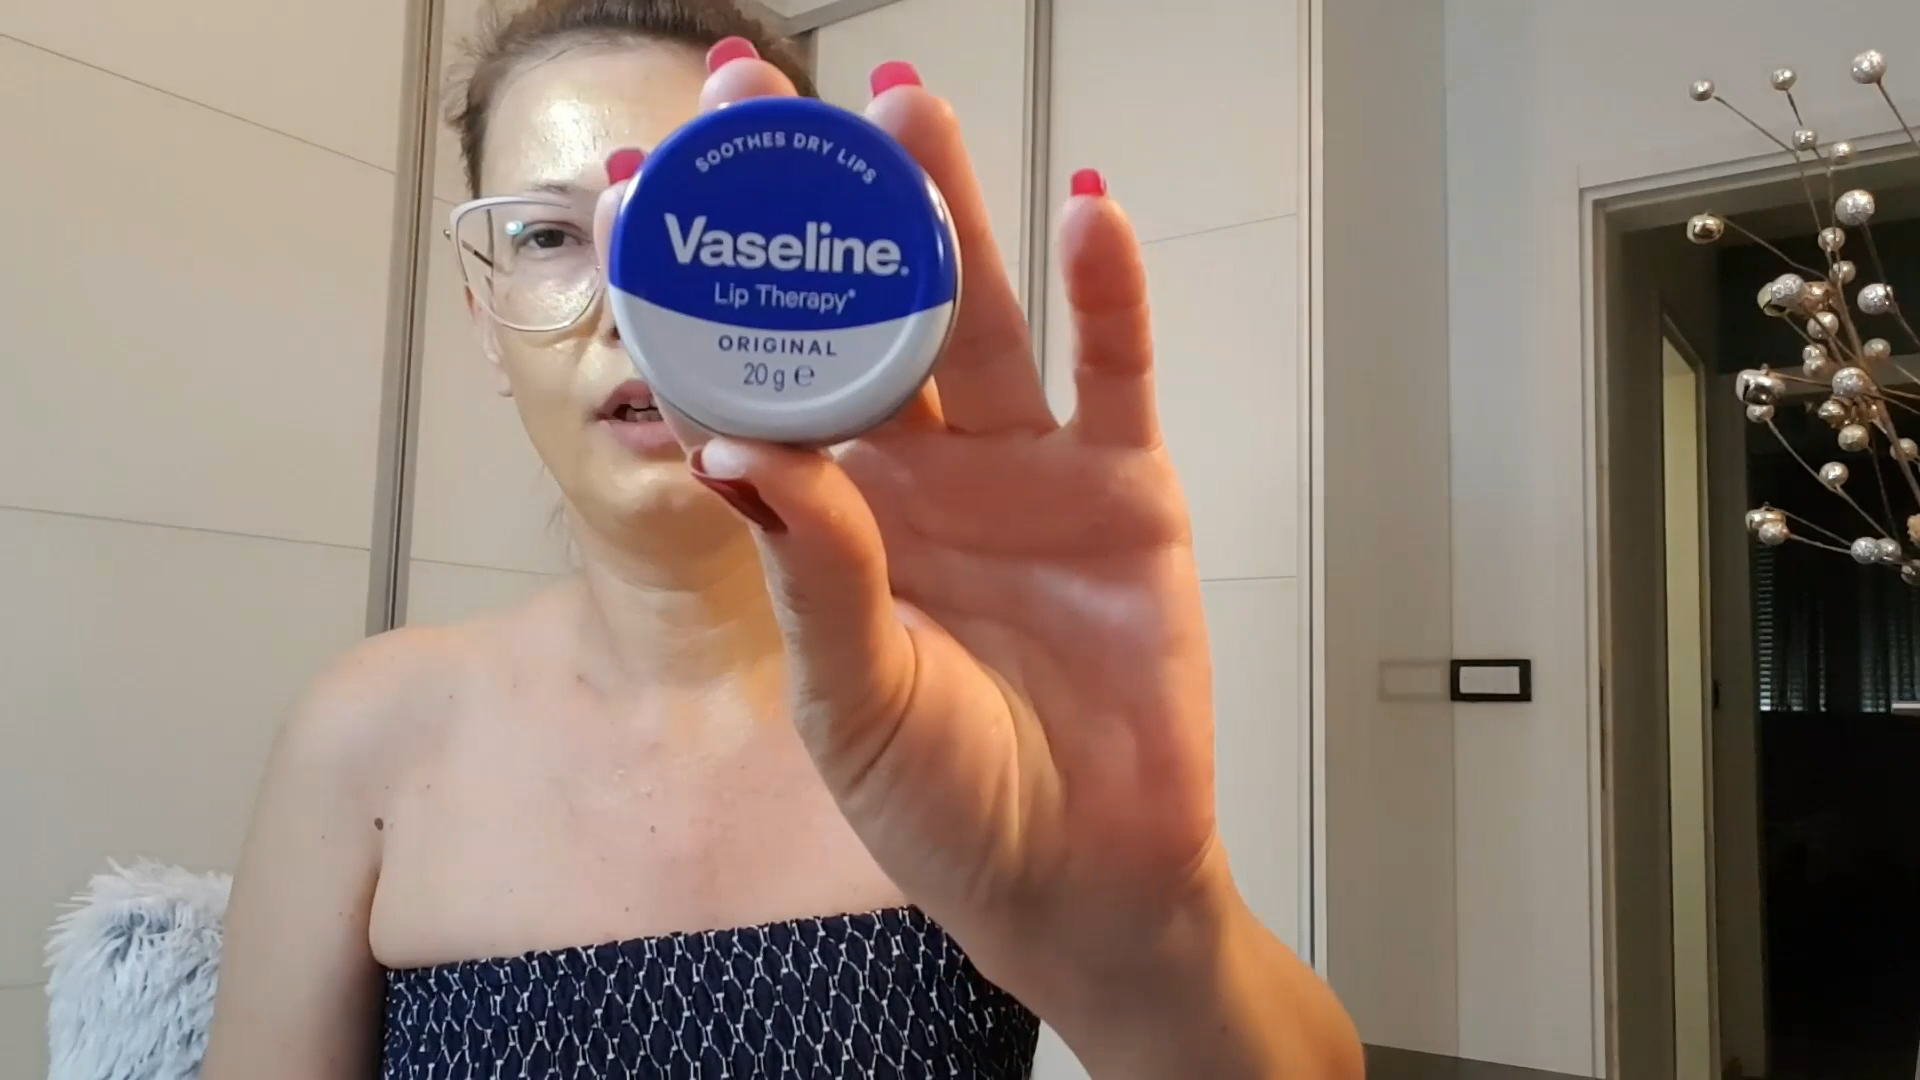 SOOTHES DRY LIPS
Vaseline.
Lip Therapy®
ORIGINAL
20 g ℮